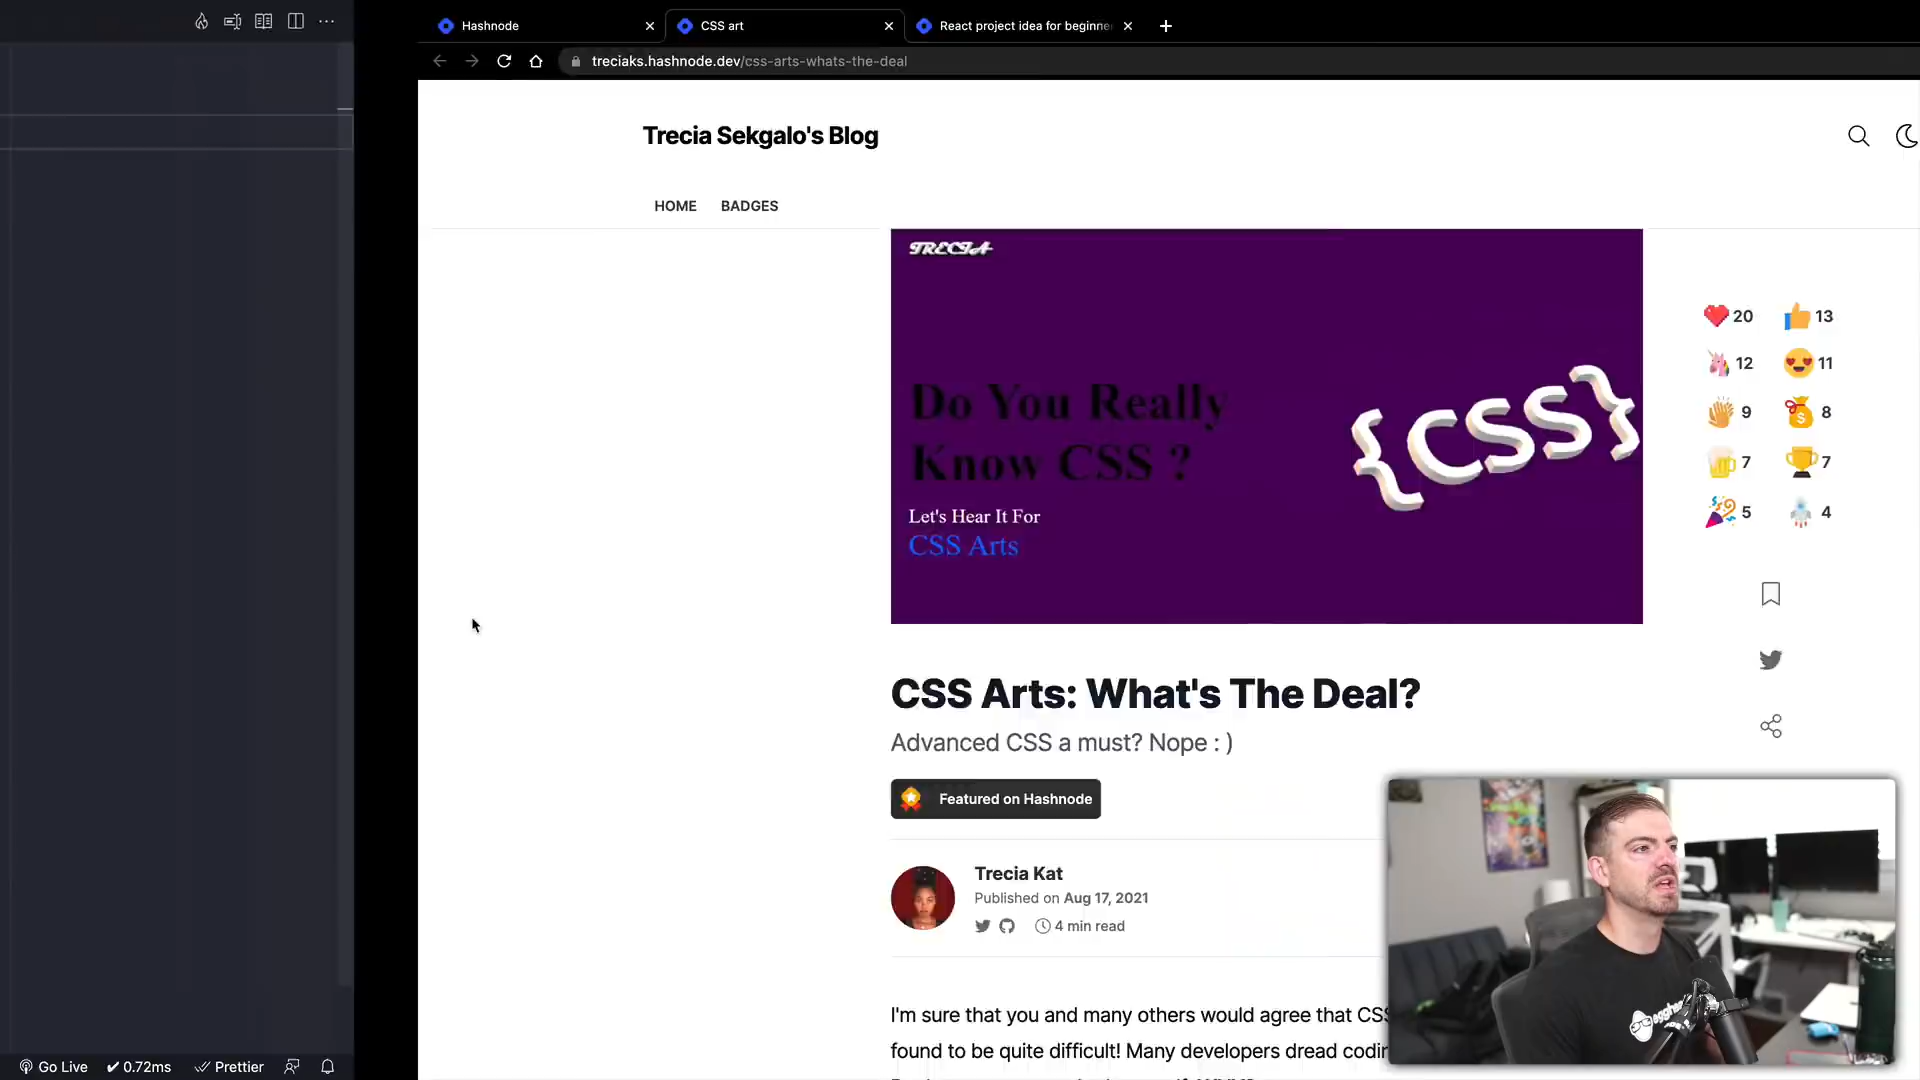 Hashnode
CSS art
React project idea for beginne
treciaks.hashnode.dev/css-arts-whats-the-deal
Trecia Sekgalo's Blog
HOME BADGES
TRECIA
Do You Really
Know CSS ?
Let's Hear It For
CSS Arts
{CSS}
20 13
12 11
9 8
7 7
5 4
CSS Arts: What's The Deal?
Advanced CSS a must? Nope : )
Featured on Hashnode
Trecia Kat
Published on Aug 17, 2021
4 min read
I'm sure that you and many others would agree that CSS
found to be quite difficult! Many developers dread codin
Go Live 0.72ms Prettier